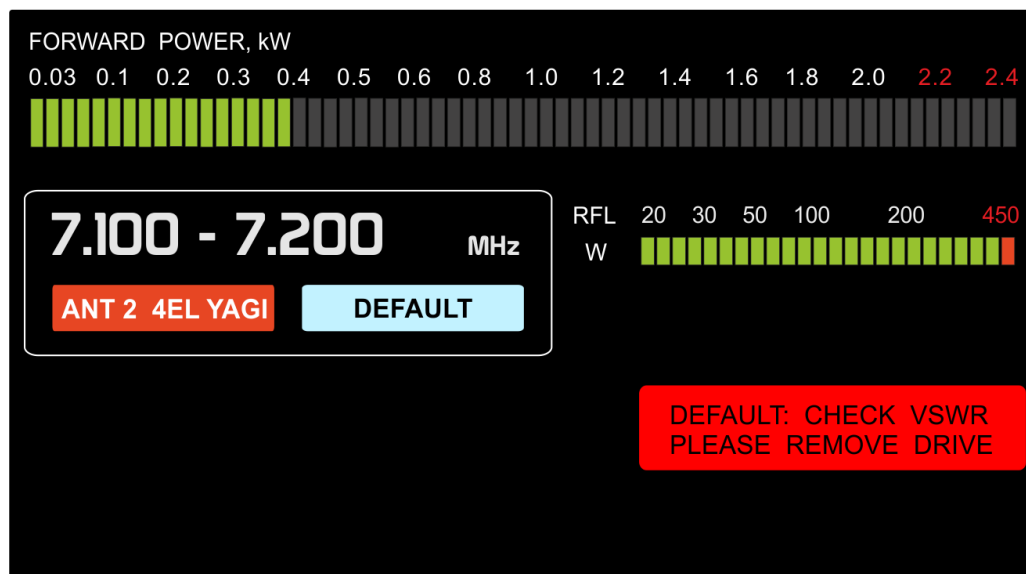 FORWARD POWER, kW
0.03 0.1 0.2 0.3 0.4 0.5 0.6 0.8 1.0 1.2 1.4 1.6 1.8 2.0 2.2 2.4
7.100 - 7.200 MHz
ANT 2 4EL YAGI DEFAULT
RFL 20 30 50 100 200 450
W
DEFAULT: CHECK VSWR
PLEASE REMOVE DRIVE